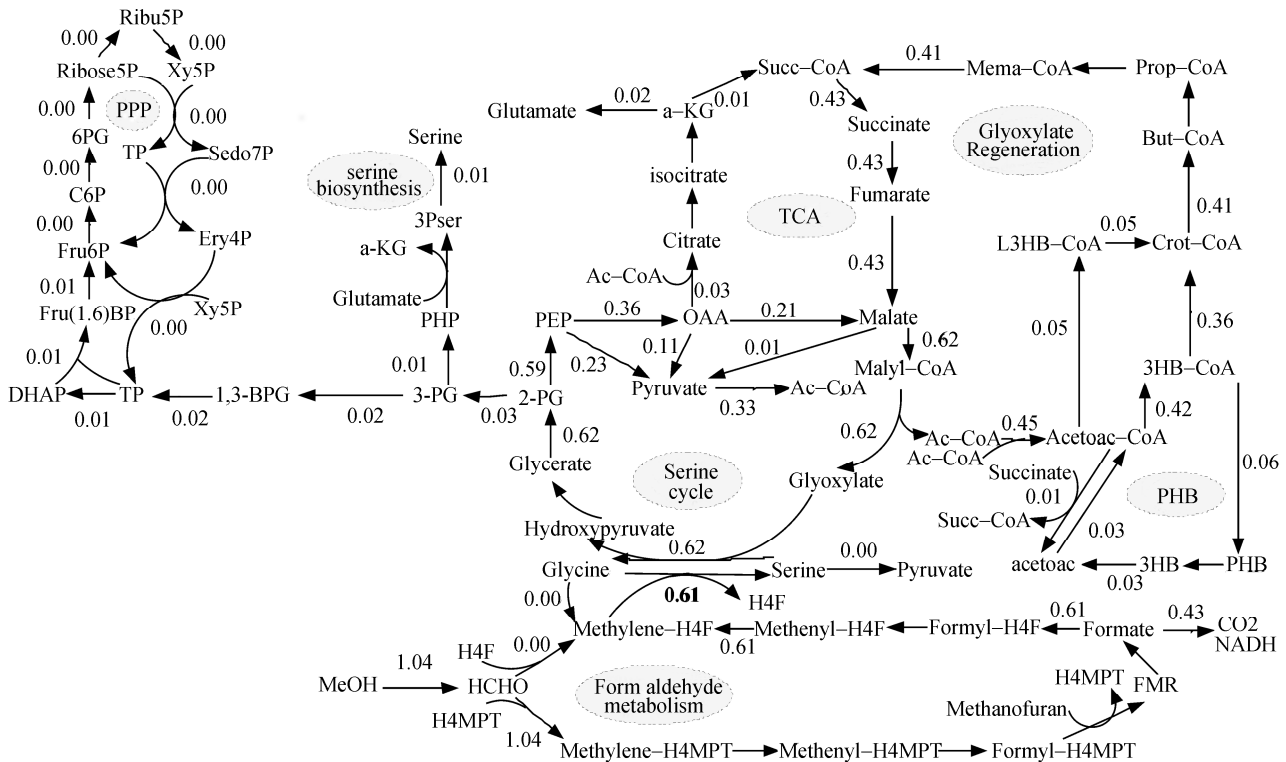 Ribu5P
0.00
0.00
Ribose5P
Xy5P
0.00
PPP
0.00
6PG
TP
Sedo7P
0.00
0.00
C6P
0.00
Fru6P
Ery4P
0.01
Fru(1.6)BP
Xy5P
0.00
0.01
DHAP
TP
1,3-BPG
0.01
0.02
0.02
Serine
serine
biosynthesis
0.01
3Pser
a-KG
Glutamate
PHP
0.01
3-PG
0.03
2-PG
0.59
PEP
0.36
OAA
0.21
Malate
0.23
0.11
0.01
Pyruvate
0.33
Ac–CoA
Ac–CoA
0.03
Citrate
isocitrate
a–KG
0.02
Glutamate
0.01
Succ–CoA
0.43
Succinate
0.43
Fumarate
TCA
0.43
0.62
Malyl–CoA
0.41
Mema–CoA
Prop–CoA
Glyoxylate
Regeneration
But–CoA
0.41
L3HB–CoA
0.05
Crot–CoA
0.05
0.36
3HB–CoA
0.42
0.62
Ac–CoA
0.45
Acetoac–CoA
Ac–CoA
Succinate
0.06
0.01
PHB
Succ–CoA
0.03
acetoac
3HB
PHB
0.03
0.62
Glycerate
Serine
cycle
Glyoxylate
Hydroxypyruvate
0.62
Glycine
Serine
0.00
Pyruvate
0.00
0.61
H4F
Methylene–H4F
Methenyl–H4F
Formyl–H4F
0.61
Formate
0.43
CO2
NADH
0.61
H4F
0.00
MeOH
1.04
HCHO
Form aldehyde
metabolism
H4MPT
FMR
H4MPT
Methanofuran
1.04
Methylene–H4MPT
Methenyl–H4MPT
Formyl–H4MPT